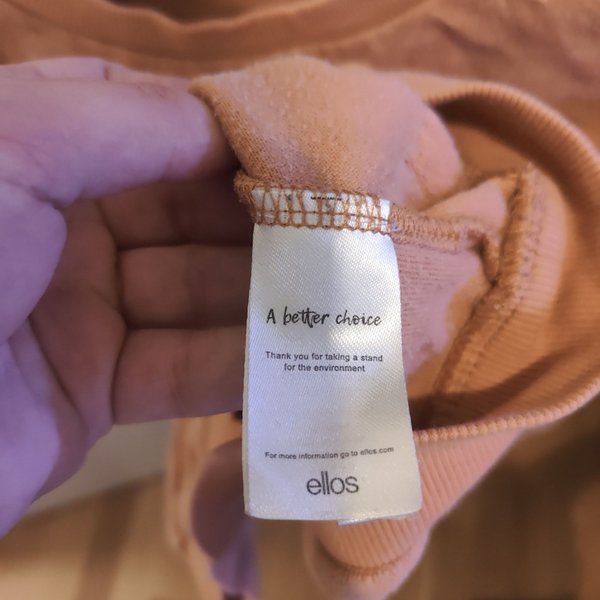 A better choice
Thank you for taking a stand
for the environment
For more information go to ellos.com
ellos